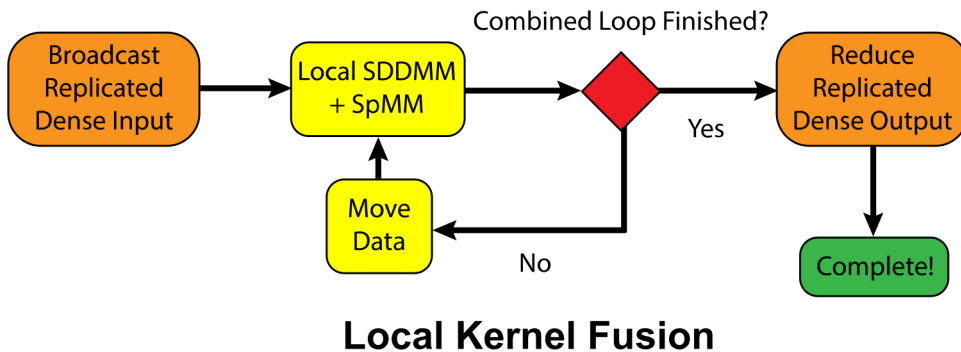 Combined Loop Finished?
Broadcast
Replicated
Dense Input
Local SDDMM
+ SpMM
Yes
Reduce
Replicated
Dense Output
Move
Data
No
Complete!
Local Kernel Fusion